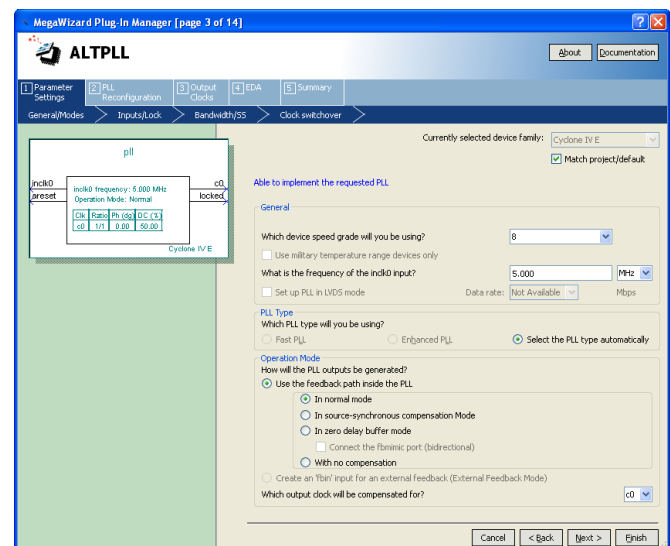 MegaWizard Plug-In Manager [page 3 of 14]
ALTPLL
About Documentation
1 Parameter Settings
2 PLL Reconfiguration
3 Output Clocks
4 EDA
5 Summary
General/Modes Inputs/Lock Bandwidth/SS Clock switchover
Currently selected device family: Cyclone IV E
Match project/default
pll
inclk0
areset
c0
locked
inclk0 frequency: 5.000 MHz
Operation Mode: Normal
Clk Ratio Ph (dg) DC (%)
c0 1/1 0.00 50.00
Cyclone IV E
Able to implement the requested PLL
General
Which device speed grade will you be using? 8
Use military temperature range devices only
What is the frequency of the inclk0 input? 5.000 MHz
Set up PLL in LVDS mode Data rate: Not Available Mbps
PLL Type
Which PLL type will you be using?
Fast PLL Enhanced PLL Select the PLL type automatically
Operation Mode
How will the PLL outputs be generated?
Use the feedback path inside the PLL
In normal mode
In source-synchronous compensation Mode
In zero delay buffer mode
Connect the fbmimic port (bidirectional)
With no compensation
Create an 'fbin' input for an external feedback (External Feedback Mode)
Which output clock will be compensated for? c0
Cancel < Back Next > Finish